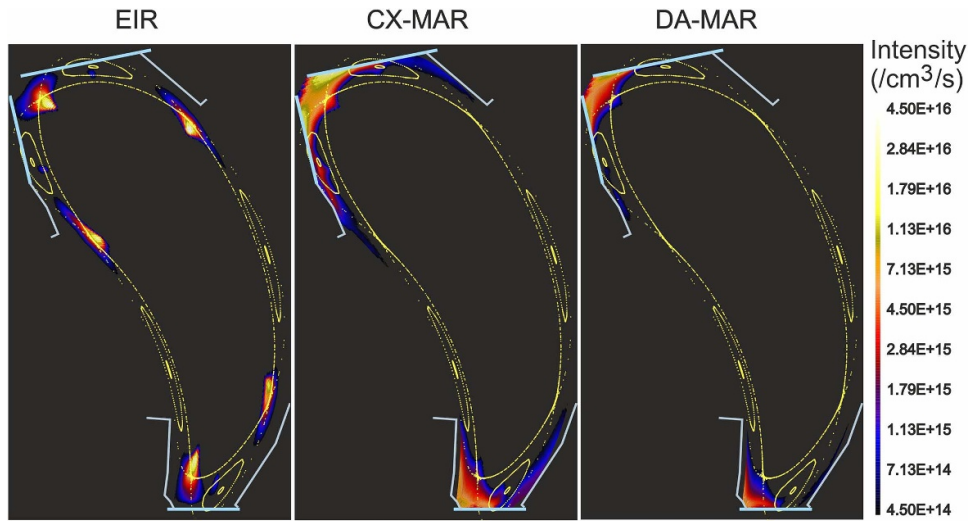 EIR
CX-MAR
DA-MAR
Intensity
(/cm³/s)
4.50E+16
2.84E+16
1.79E+16
1.13E+16
7.13E+15
4.50E+15
2.84E+15
1.79E+15
1.13E+15
7.13E+14
4.50E+14